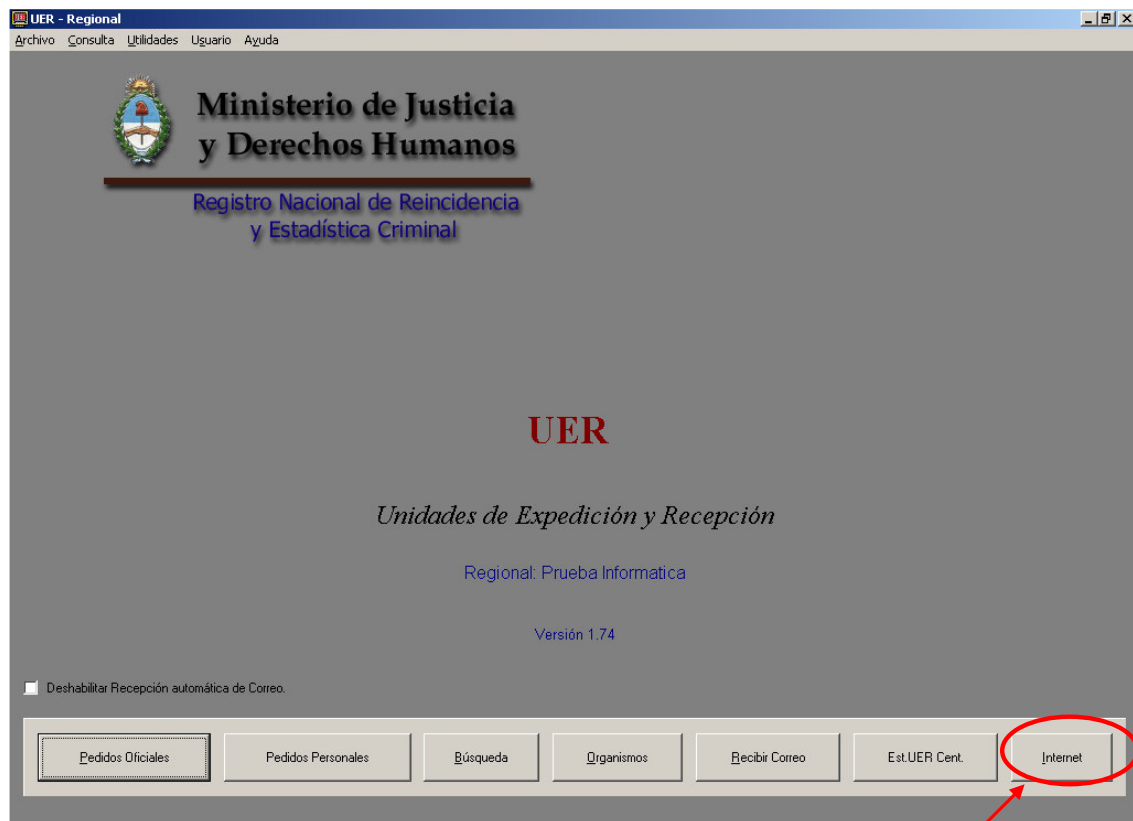 UER - Regional
Archivo Consulta Utilidades Usuario Ayuda
Ministerio de Justicia
y Derechos Humanos
Registro Nacional de Reincidencia
y Estadística Criminal
UER
Unidades de Expedición y Recepción
Regional: Prueba Informatica
Versión 1.74
Deshabilitar Recepción automática de Correo.
Pedidos Oficiales Pedidos Personales Búsqueda Organismos Recibir Correo Est.UER Cent. Internet